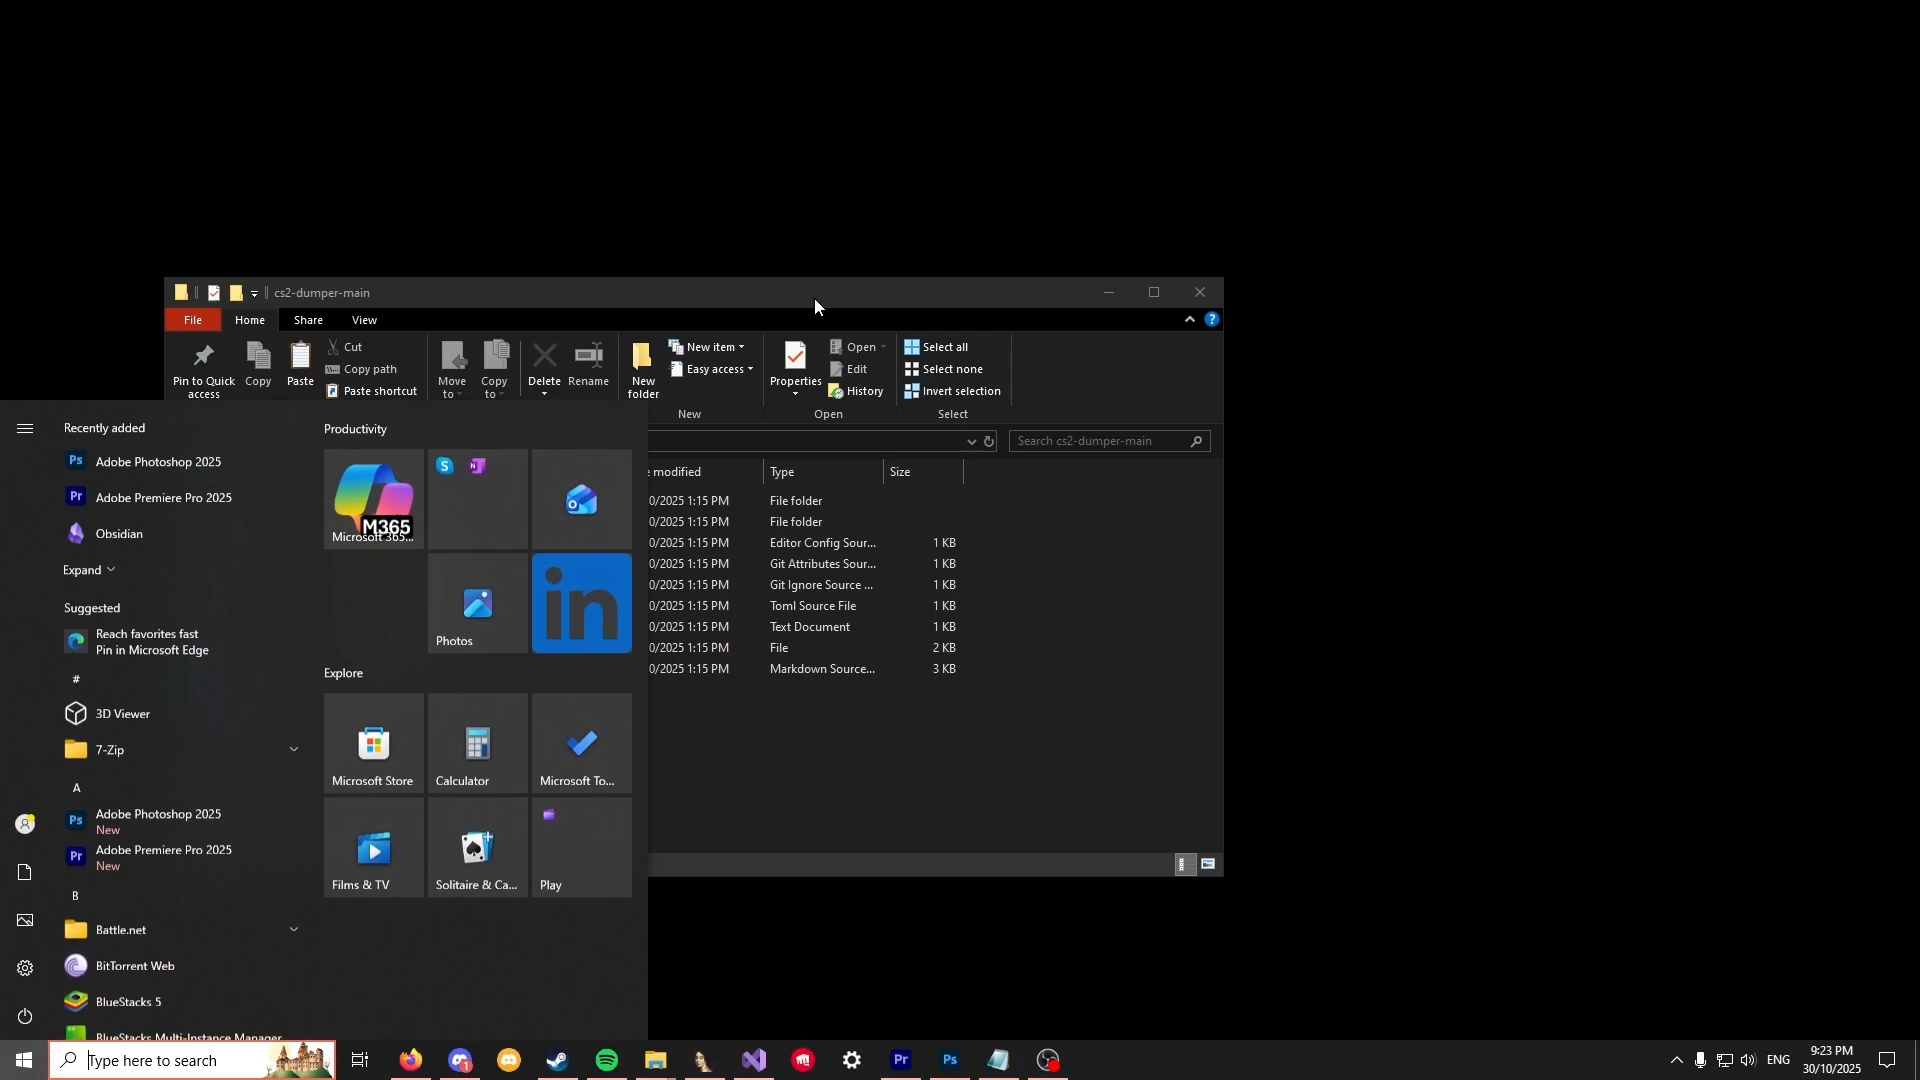 cs2-dumper-main
File Home Share View
Pin to Quick access
Copy
Paste
Cut
Copy path
Paste shortcut
Move to
Copy to
Delete
Rename
New folder
New item
Easy access
New
Properties
Open
Edit
History
Open
Select all
Select none
Invert selection
Select
Search cs2-dumper-main
e modified Type Size
0/2025 1:15 PM File folder
0/2025 1:15 PM File folder
0/2025 1:15 PM Editor Config Sour... 1 KB
0/2025 1:15 PM Git Attributes Sour... 1 KB
0/2025 1:15 PM Git Ignore Source ... 1 KB
0/2025 1:15 PM Toml Source File 1 KB
0/2025 1:15 PM Text Document 1 KB
0/2025 1:15 PM File 2 KB
0/2025 1:15 PM Markdown Source... 3 KB
Recently added
Ps Adobe Photoshop 2025
Pr Adobe Premiere Pro 2025
Obsidian
Expand
Suggested
Reach favorites fast
Pin in Microsoft Edge
#
3D Viewer
7-Zip
A
Ps Adobe Photoshop 2025
New
Pr Adobe Premiere Pro 2025
New
B
Battle.net
BitTorrent Web
BlueStacks 5
BlueStacks Multi-Instance Manager
Productivity
M365
Microsoft 365...
Photos
in
Explore
Microsoft Store
Calculator
Microsoft To...
Films & TV
Solitaire & Ca...
Play
Type here to search
1
Pr
Ps
ENG
9:23 PM
30/10/2025